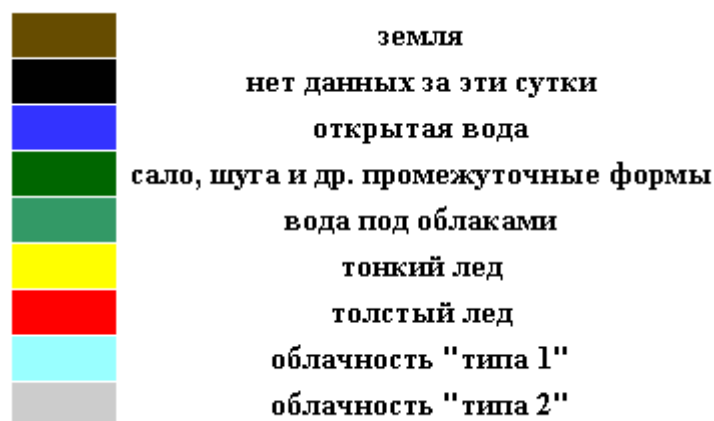 земля
нет данных за эти сутки
открытая вода
сало, шуга и др. промежуточные формы
вода под облаками
тонкий лед
толстый лед
облачность "типа 1"
облачность "типа 2"